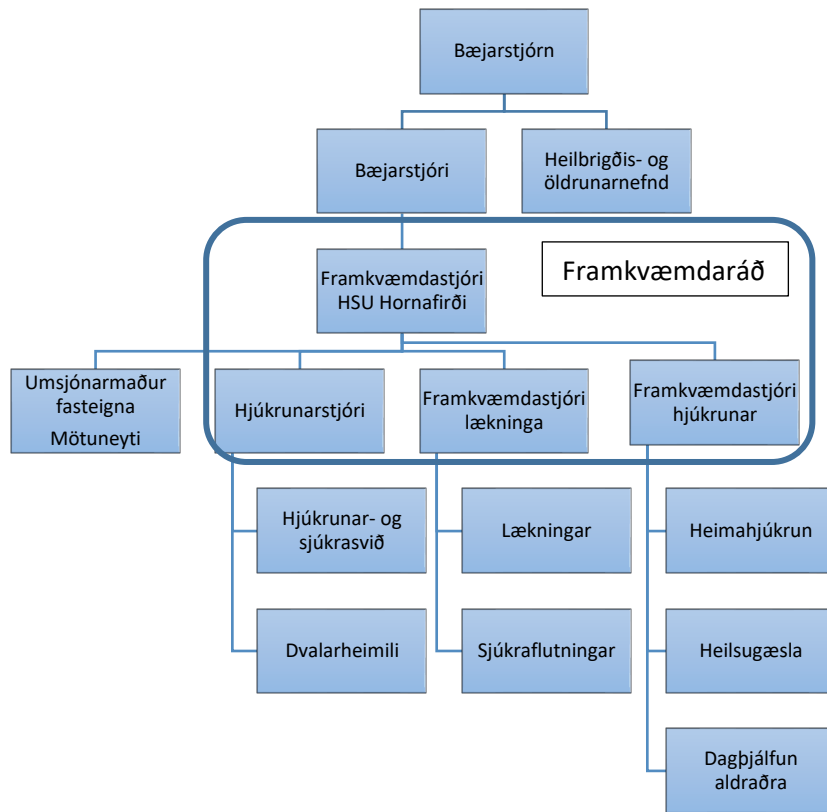 Bæjarstjórn
Bæjarstjóri
Heilbrigðis- og
öldrunarnefnd
Framkvæmdaráð
Framkvæmdastjóri
HSU Hornafirði
Umsjónarmaður
fasteigna
Mötuneyti
Hjúkrunarstjóri
Framkvæmdastjóri
lækninga
Framkvæmdastjóri
hjúkrunar
Hjúkrunar- og
sjúkrasvið
Lækningar
Heimahjúkrun
Dvalarheimili
Sjúkraflutningar
Heilsugæsla
Dagþjálfun
aldraðra